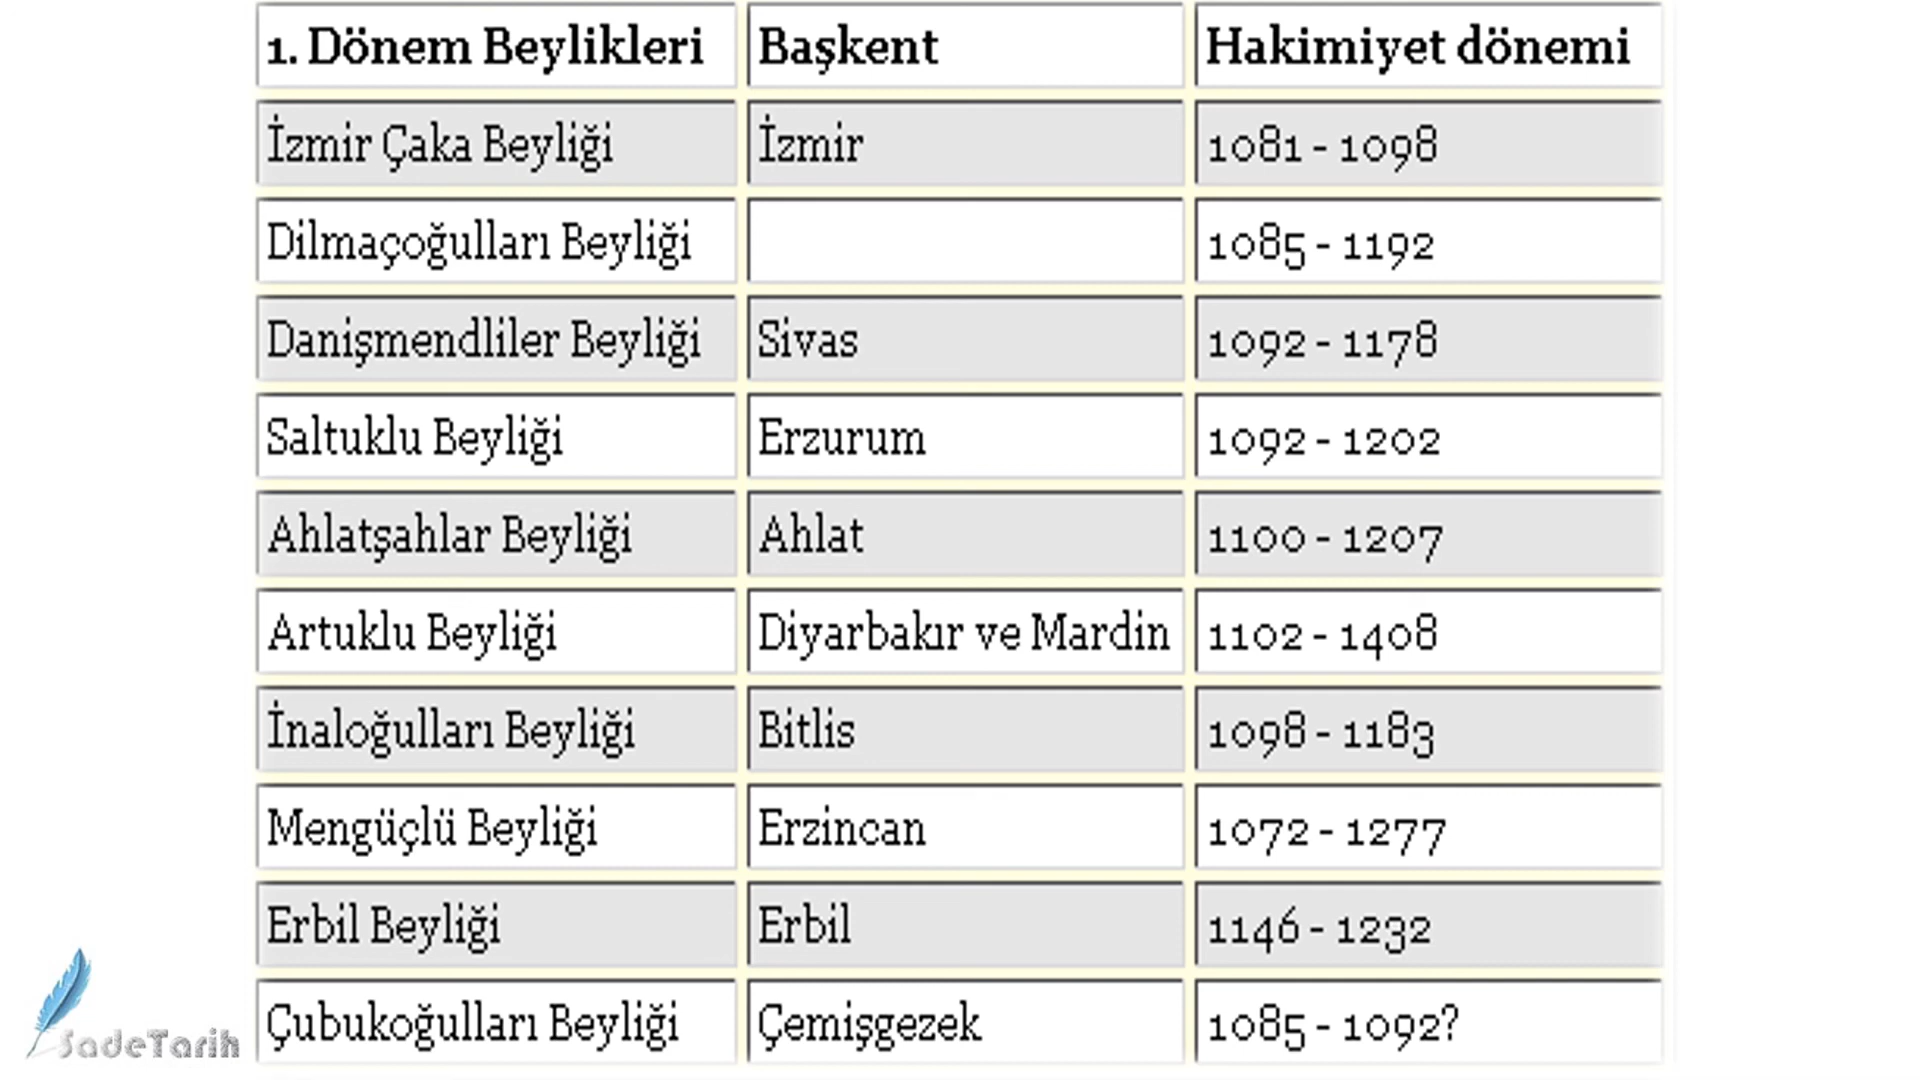 1. Dönem Beylikleri Başkent Hakimiyet dönemi
İzmir Çaka Beyliği İzmir 1081 - 1098
Dilmaçoğulları Beyliği 1085 - 1192
Danişmendliler Beyliği Sivas 1092 - 1178
Saltuklu Beyliği Erzurum 1092 - 1202
Ahlatşahlar Beyliği Ahlat 1100 - 1207
Artuklu Beyliği Diyarbakır ve Mardin 1102 - 1408
İnaloğulları Beyliği Bitlis 1098 - 1183
Mengüçlü Beyliği Erzincan 1072 - 1277
Erbil Beyliği Erbil 1146 - 1232
Çubukoğulları Beyliği Çemişgezek 1085 - 1092?
SadeTarih